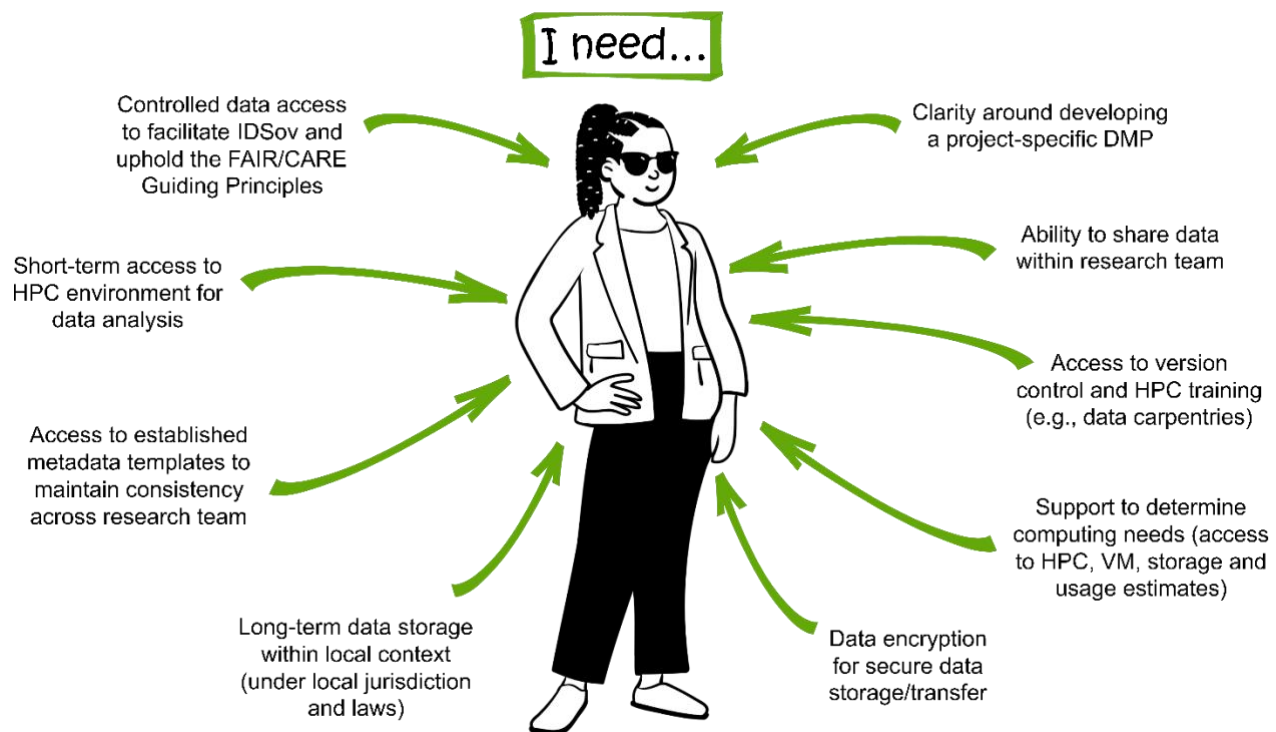 I need...
Controlled data access
to facilitate IDSov and
uphold the FAIR/CARE
Guiding Principles
Short-term access to
HPC environment for
data analysis
Access to established
metadata templates to
maintain consistency
across research team
Long-term data storage
within local context
(under local jurisdiction
and laws)
Clarity around developing
a project-specific DMP
Ability to share data
within research team
Access to version
control and HPC training
(e.g., data carpentries)
Support to determine
computing needs (access
to HPC, VM, storage and
usage estimates)
Data encryption
for secure data
storage/transfer